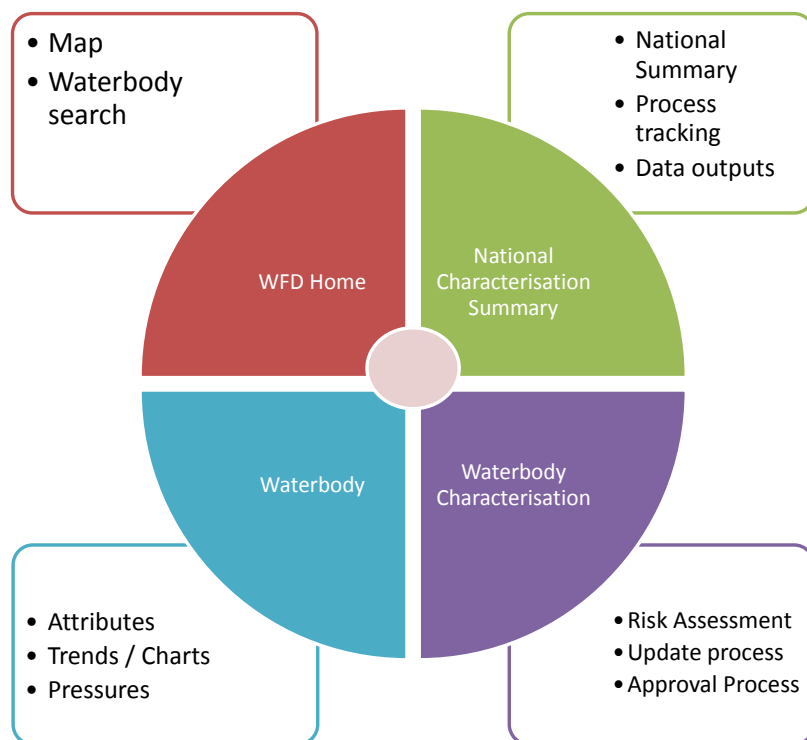 • Map
• Waterbody
search
• National
Summary
• Process
tracking
• Data outputs
WFD Home
National
Characterisation
Summary
Waterbody
Waterbody
Characterisation
• Attributes
• Trends / Charts
• Pressures
• Risk Assessment
• Update process
• Approval Process